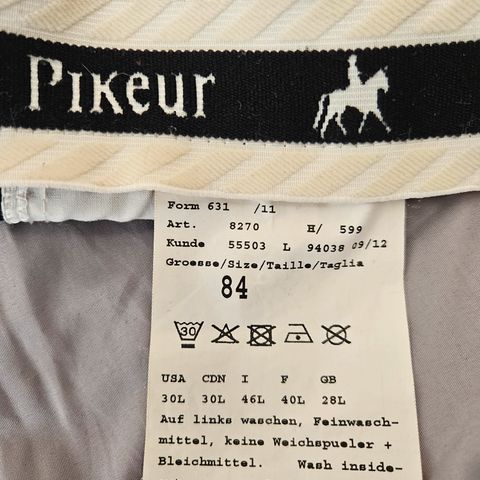 Pikeur
Form 631 /11
Art. 8270 H/ 599
Kunde 55503 L 94038 09/12
Groesse/Size/Taille/Taglia
84
30
USA CDN I F GB
30L 30L 46L 40L 28L
Auf links waschen, Feinwasch-
mittel, keine Weichspueler +
Bleichmittel. Wash inside-